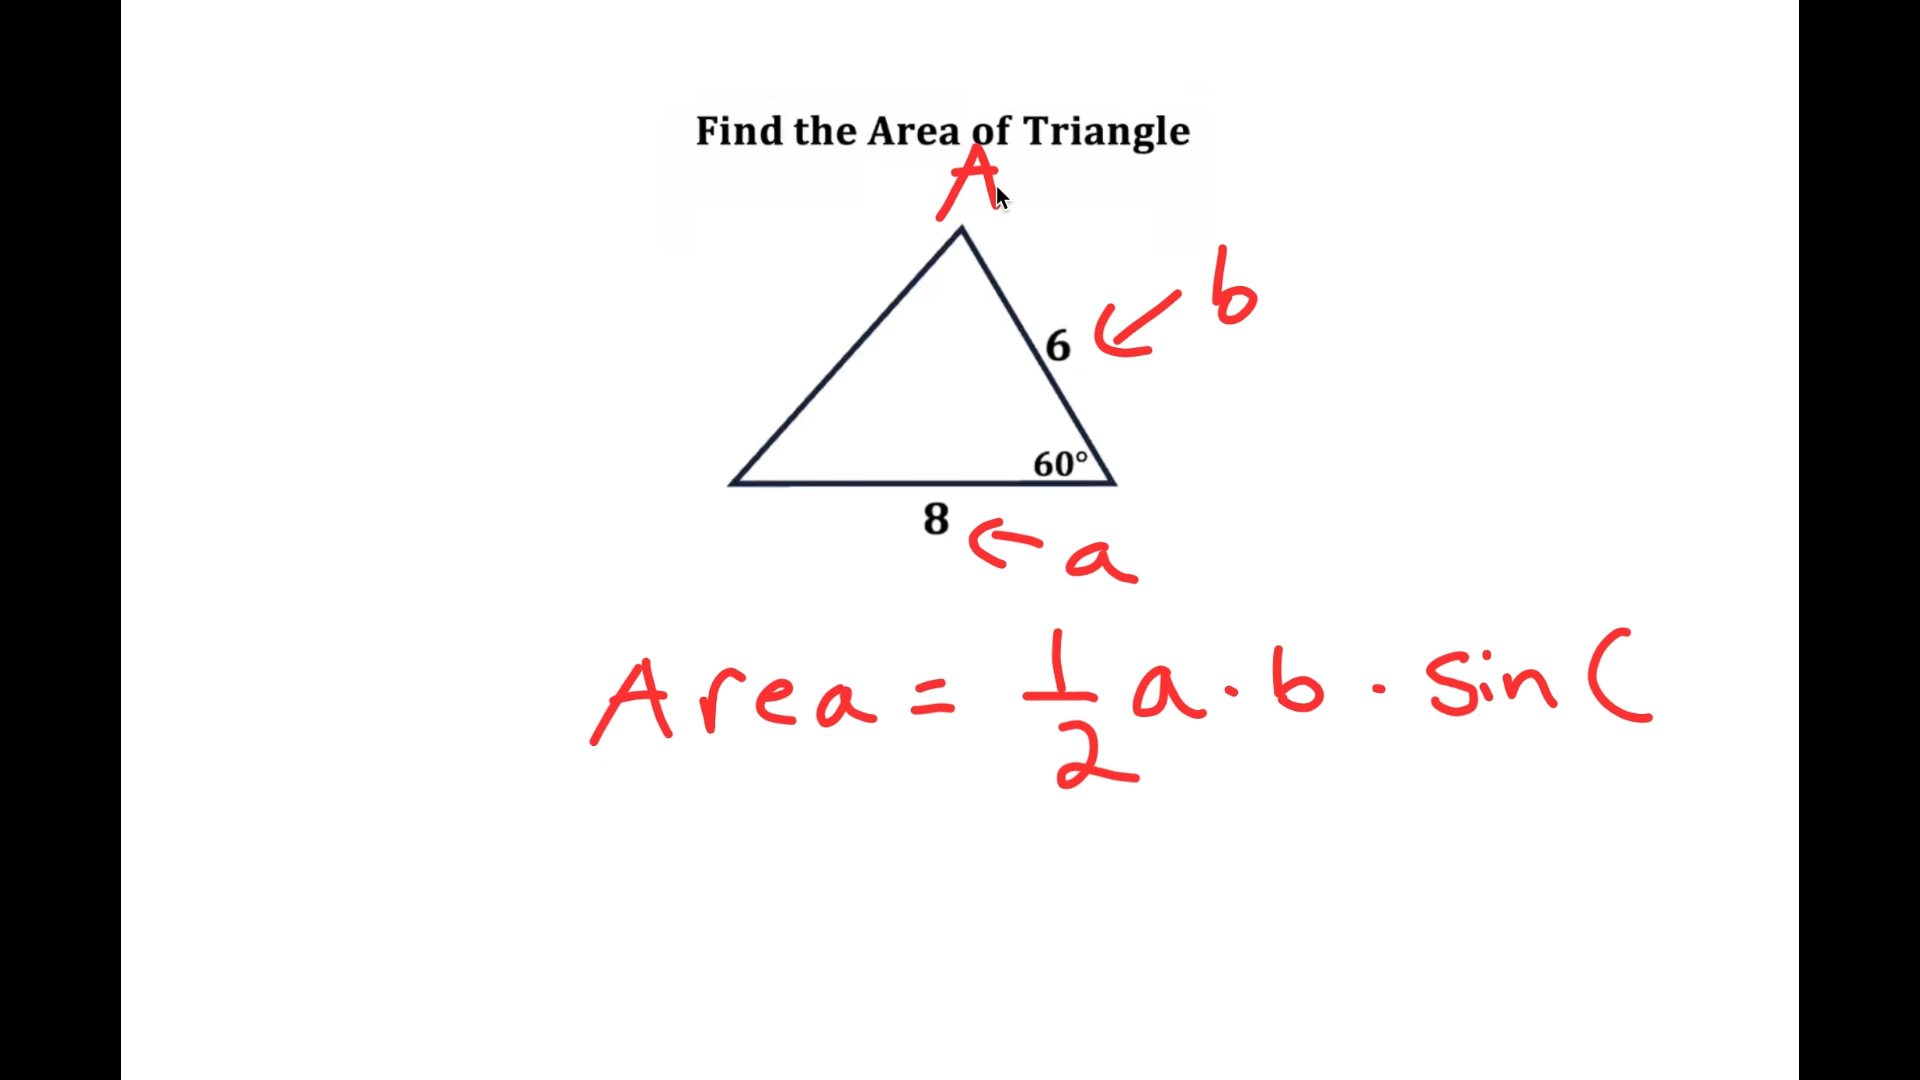 Find the Area of Triangle
A
b
6
60°
8
a
Area = 1/2 a · b · sin C